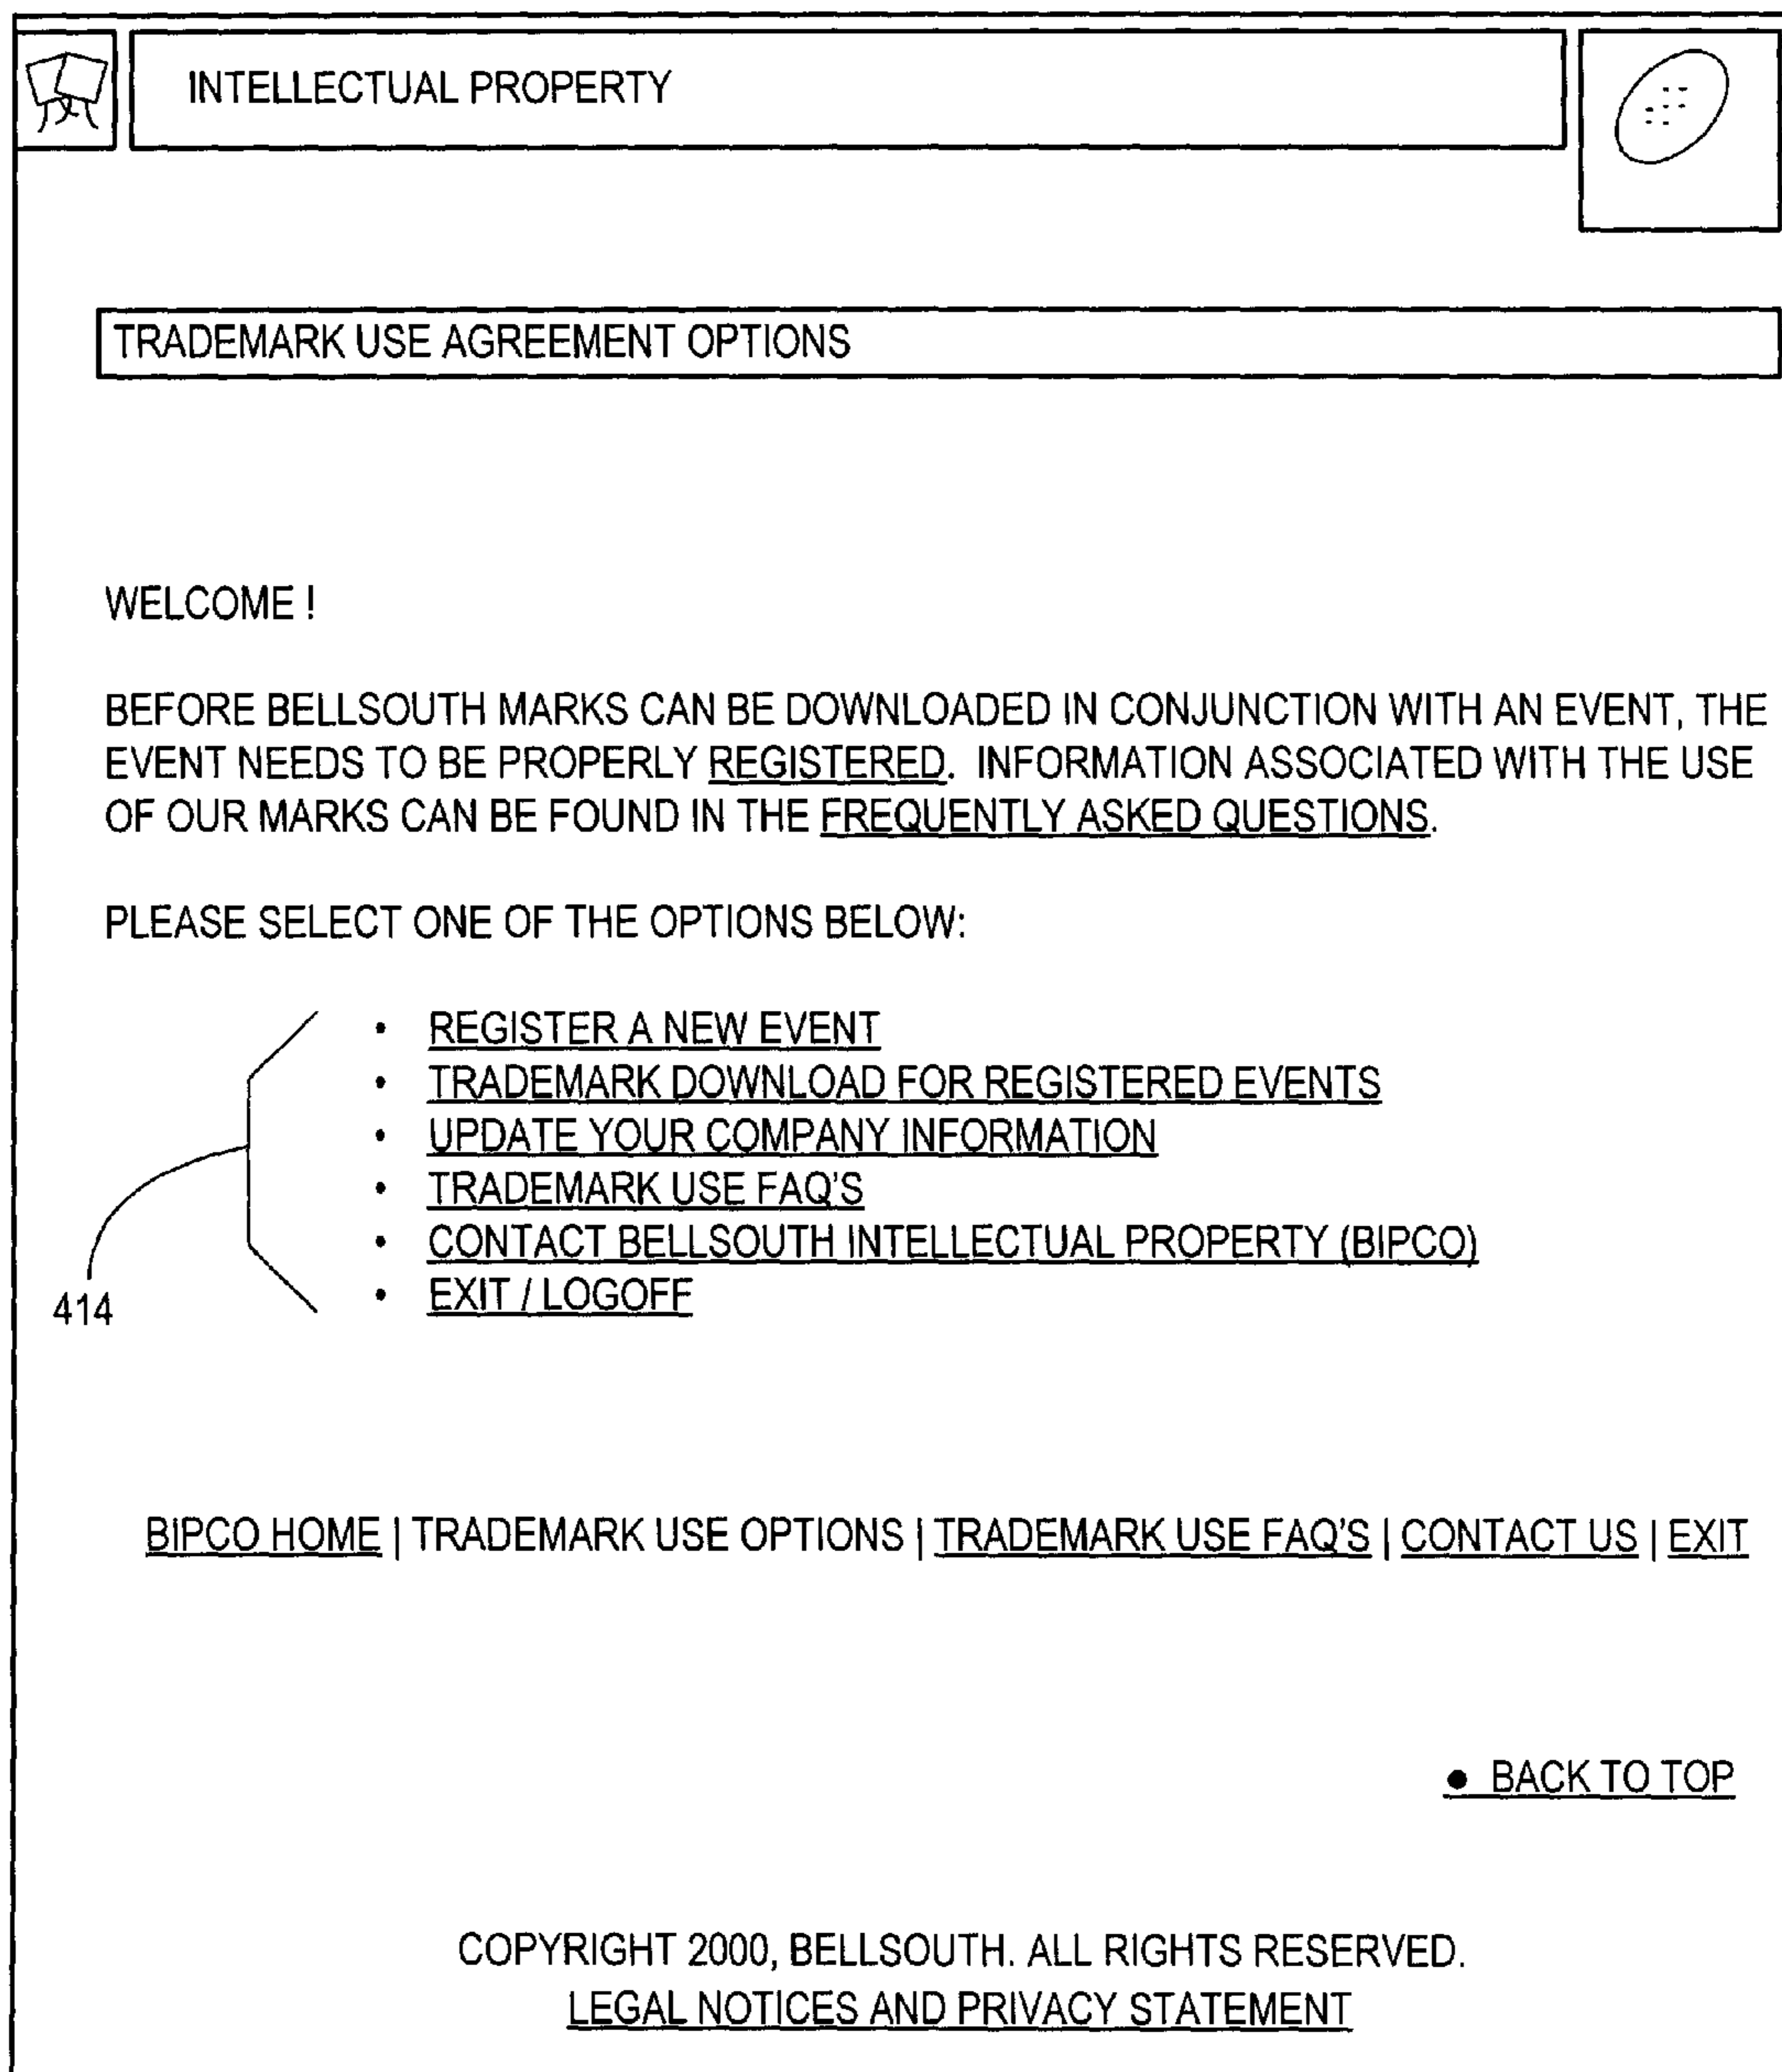 INTELLECTUAL PROPERTY
TRADEMARK USE AGREEMENT OPTIONS
WELCOME !
BEFORE BELLSOUTH MARKS CAN BE DOWNLOADED IN CONJUNCTION WITH AN EVENT, THE
EVENT NEEDS TO BE PROPERLY REGISTERED. INFORMATION ASSOCIATED WITH THE USE
OF OUR MARKS CAN BE FOUND IN THE FREQUENTLY ASKED QUESTIONS.
PLEASE SELECT ONE OF THE OPTIONS BELOW:
• REGISTER A NEW EVENT
• TRADEMARK DOWNLOAD FOR REGISTERED EVENTS
• UPDATE YOUR COMPANY INFORMATION
• TRADEMARK USE FAQ'S
• CONTACT BELLSOUTH INTELLECTUAL PROPERTY (BIPCO)
• EXIT / LOGOFF
414
BIPCO HOME | TRADEMARK USE OPTIONS | TRADEMARK USE FAQ'S | CONTACT US | EXIT
• BACK TO TOP
COPYRIGHT 2000, BELLSOUTH. ALL RIGHTS RESERVED.
LEGAL NOTICES AND PRIVACY STATEMENT